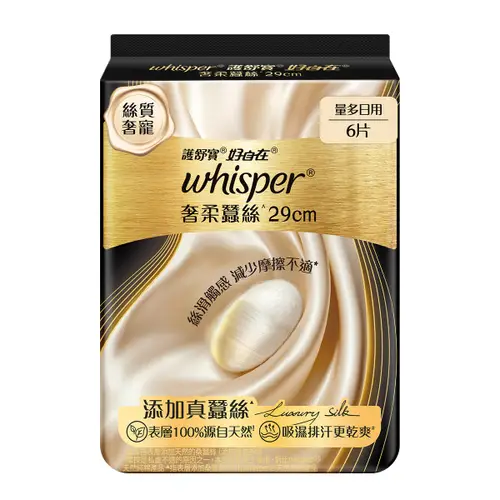 whisper® 護舒寶® 好自在®
奢柔蠶絲^ 29cm
絲質
奢寵
量多日用
6片
護舒寶® 好自在®
whisper®
奢柔蠶絲^ 29cm
絲滑觸感 減少摩擦不適*
添加真蠶絲^ Luxury Silk
表層100%源自天然!
吸濕排汗更乾爽*